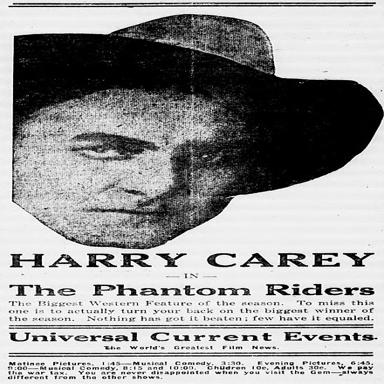 HARRY CAREY
— IN —
The Phantom Riders
The Biggest Western Feature of the season. To miss this
one is to actually turn your back on the biggest winner of
the season. Nothing has got it beaten; few have it equaled.
Universal Current Events.
The World's Greatest Film News.
Matinee Pictures, 1:45—Musical Comedy, 3:30. Evening Pictures, 6:45,
9:00—Musical Comedy, 8:15 and 10:00. Children 10c, Adults 30c. We pay
the war tax. You are never disappointed when you visit the Gem—always
different from the other shows.